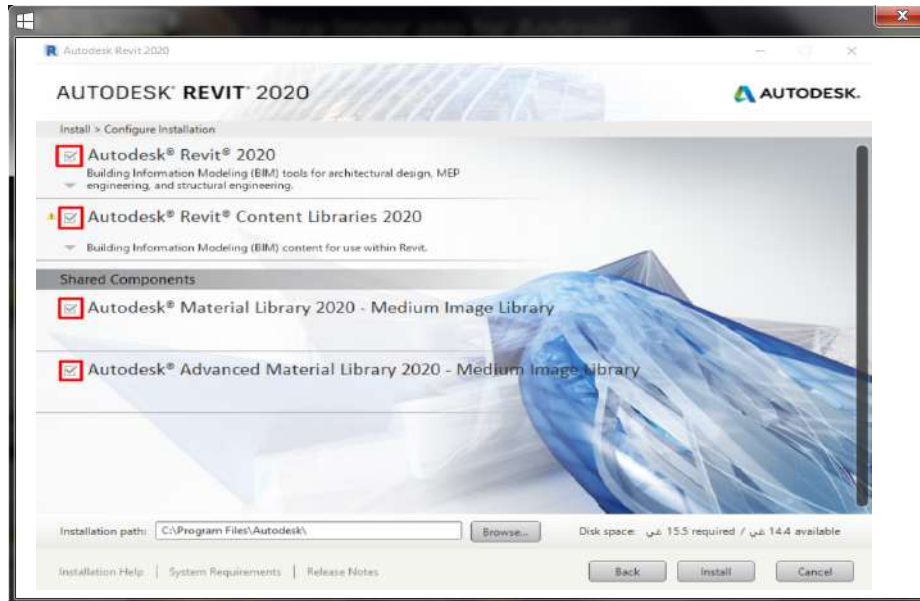 Autodesk Revit 2020
AUTODESK® REVIT® 2020
AUTODESK.
Install > Configure Installation
Autodesk® Revit® 2020
Building Information Modeling (BIM) tools for architectural design, MEP
engineering, and structural engineering.
Autodesk® Revit® Content Libraries 2020
Building Information Modeling (BIM) content for use within Revit.
Shared Components
Autodesk® Material Library 2020 - Medium Image Library
Autodesk® Advanced Material Library 2020 - Medium Image Library
Installation path: C:\Program Files\Autodesk\ Browse... Disk space: غي 15.5 required / غي 14.4 available
Installation Help | System Requirements | Release Notes Back Install Cancel